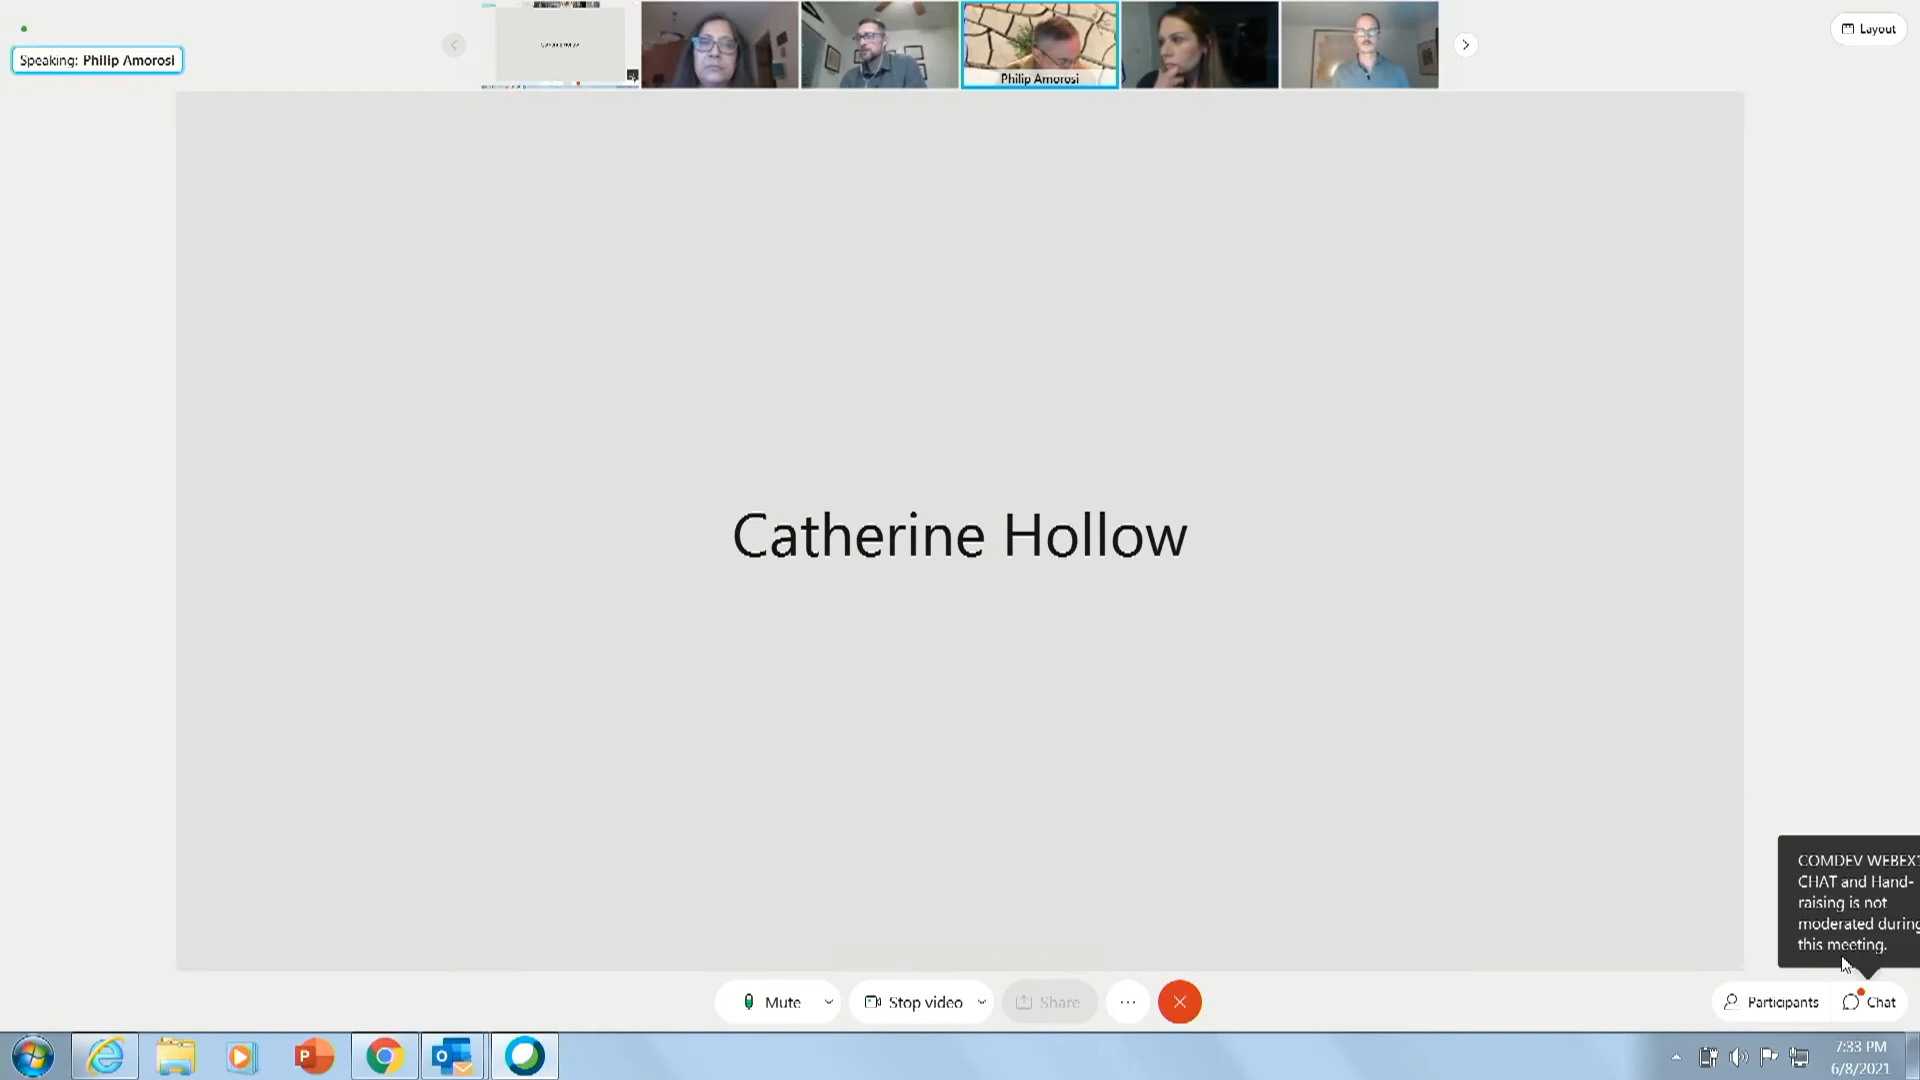 Speaking: Philip Amorosi
Philip Amorosi
Layout
Catherine Hollow
COMDEV WEBEX
CHAT and Hand-
raising is not
moderated during
this meeting.
Mute
Stop video
Share
Participants
Chat
7:33 PM
6/8/2021